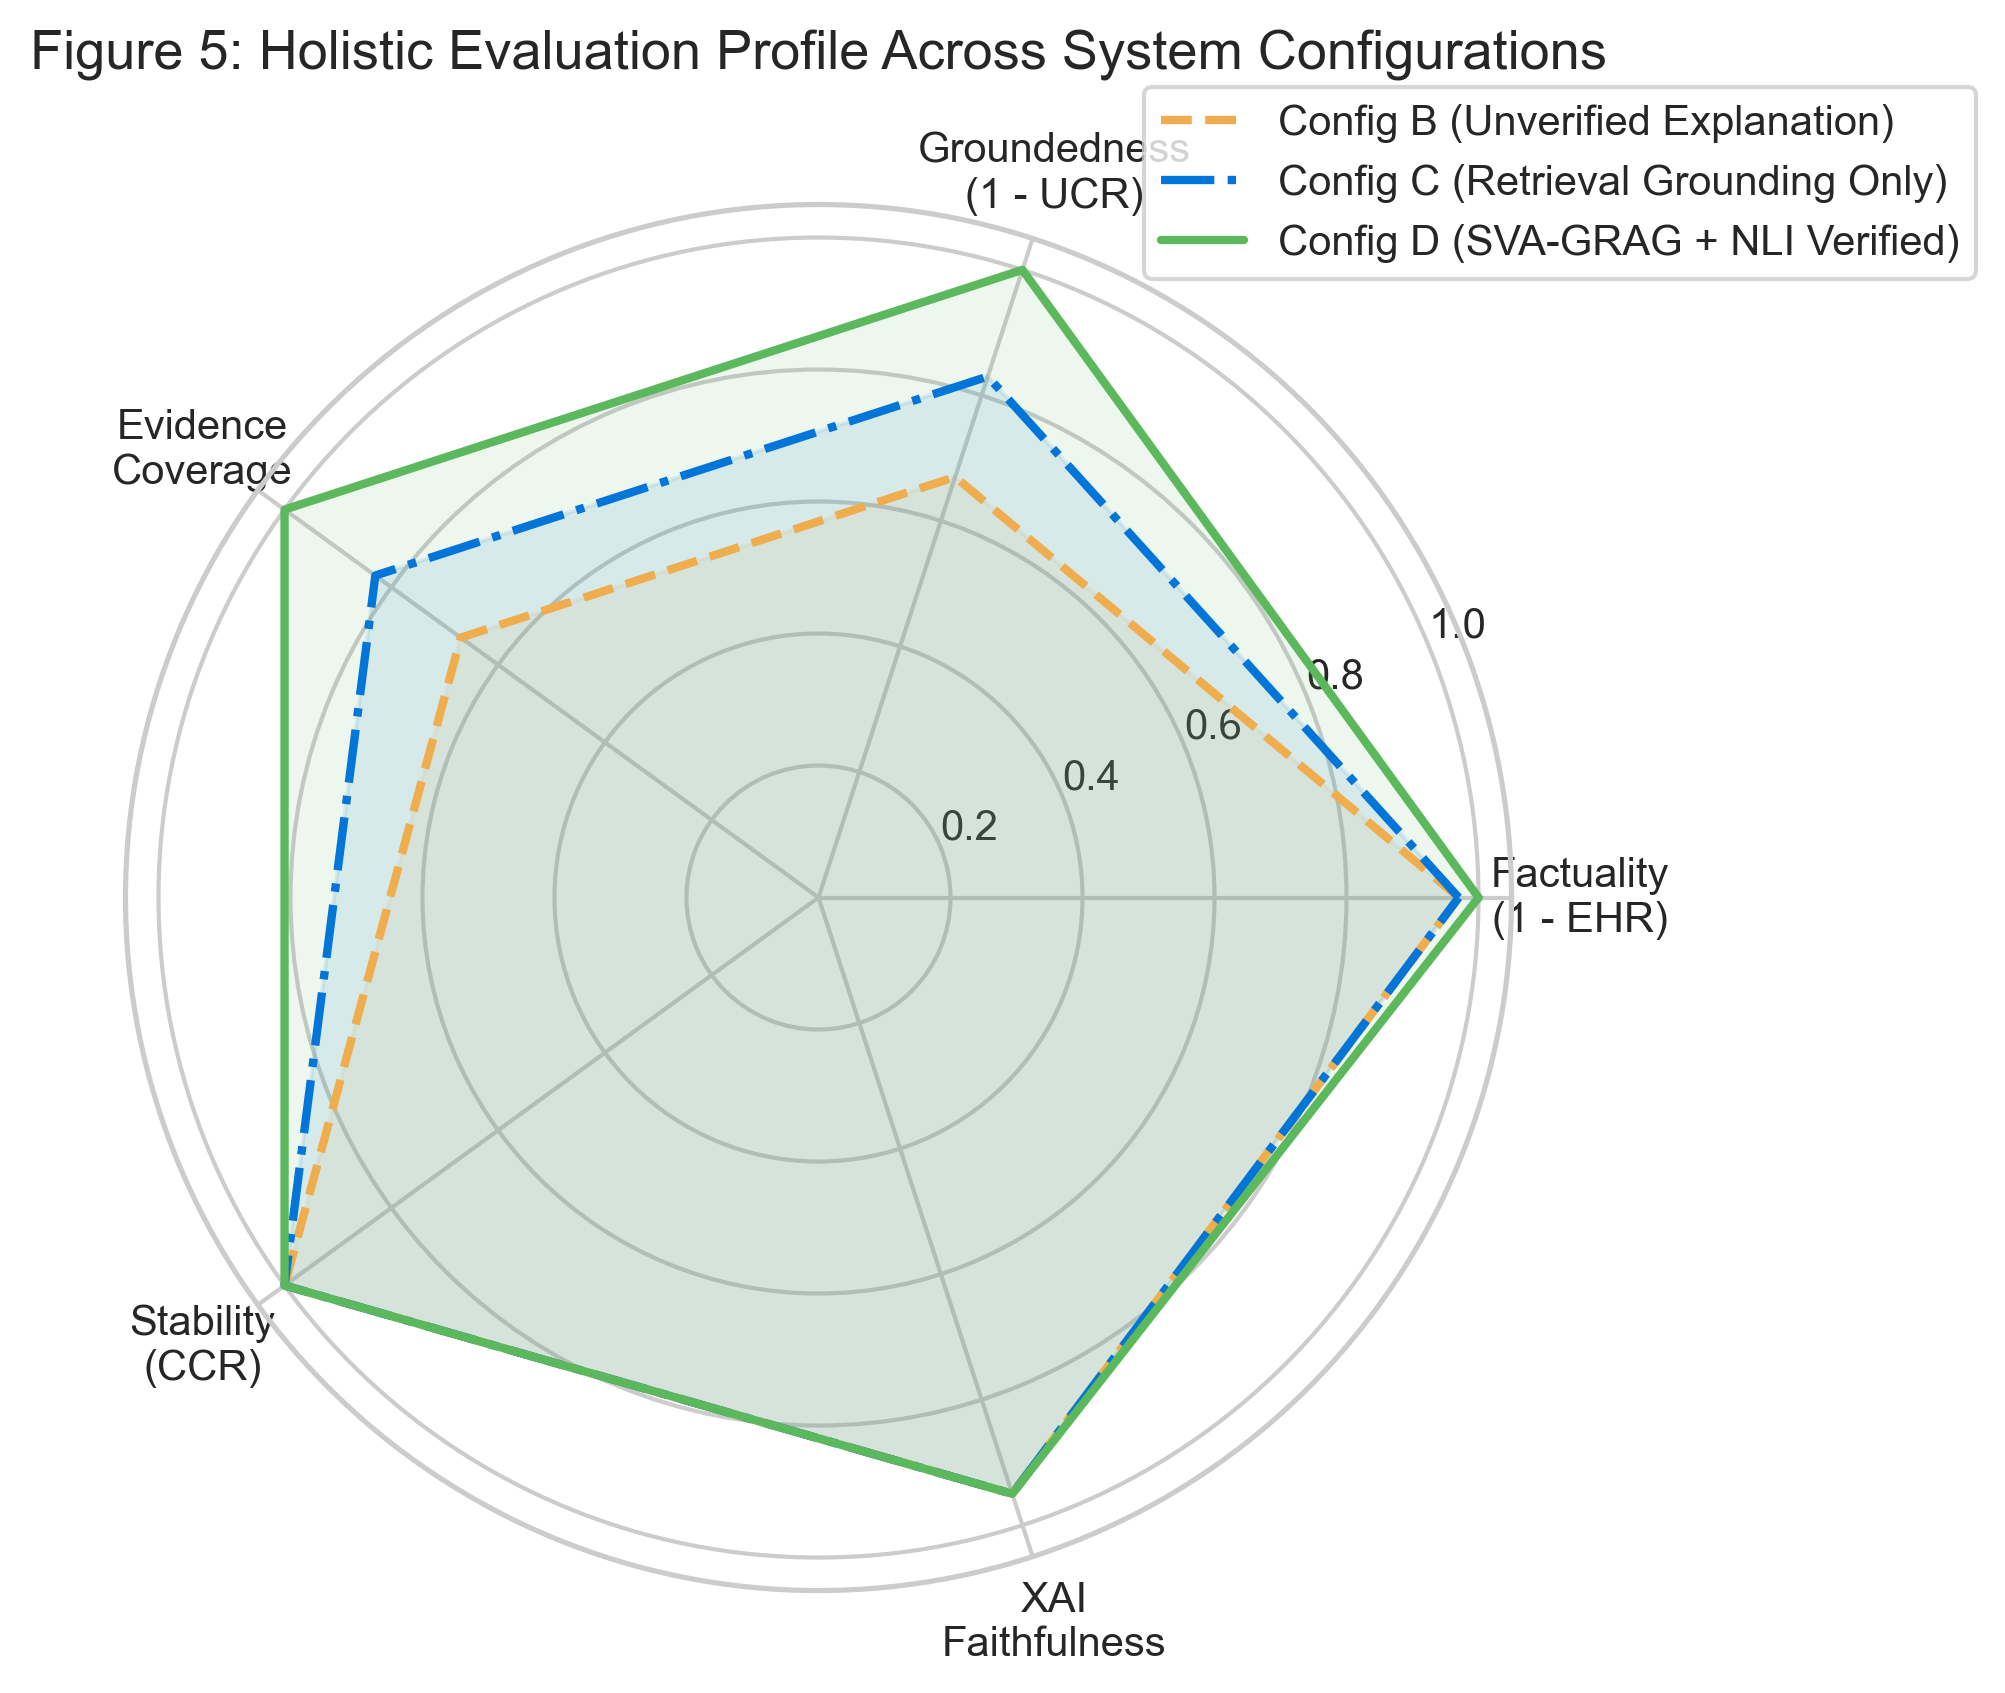 Figure 5: Holistic Evaluation Profile Across System Configurations
Config B (Unverified Explanation)
Config C (Retrieval Grounding Only)
Config D (SVA-GRAG + NLI Verified)
Groundedness
(1 - UCR)
Evidence
Coverage
1.0
0.8
0.6
0.4
0.2
Factuality
(1 - EHR)
Stability
(CCR)
XAI
Faithfulness